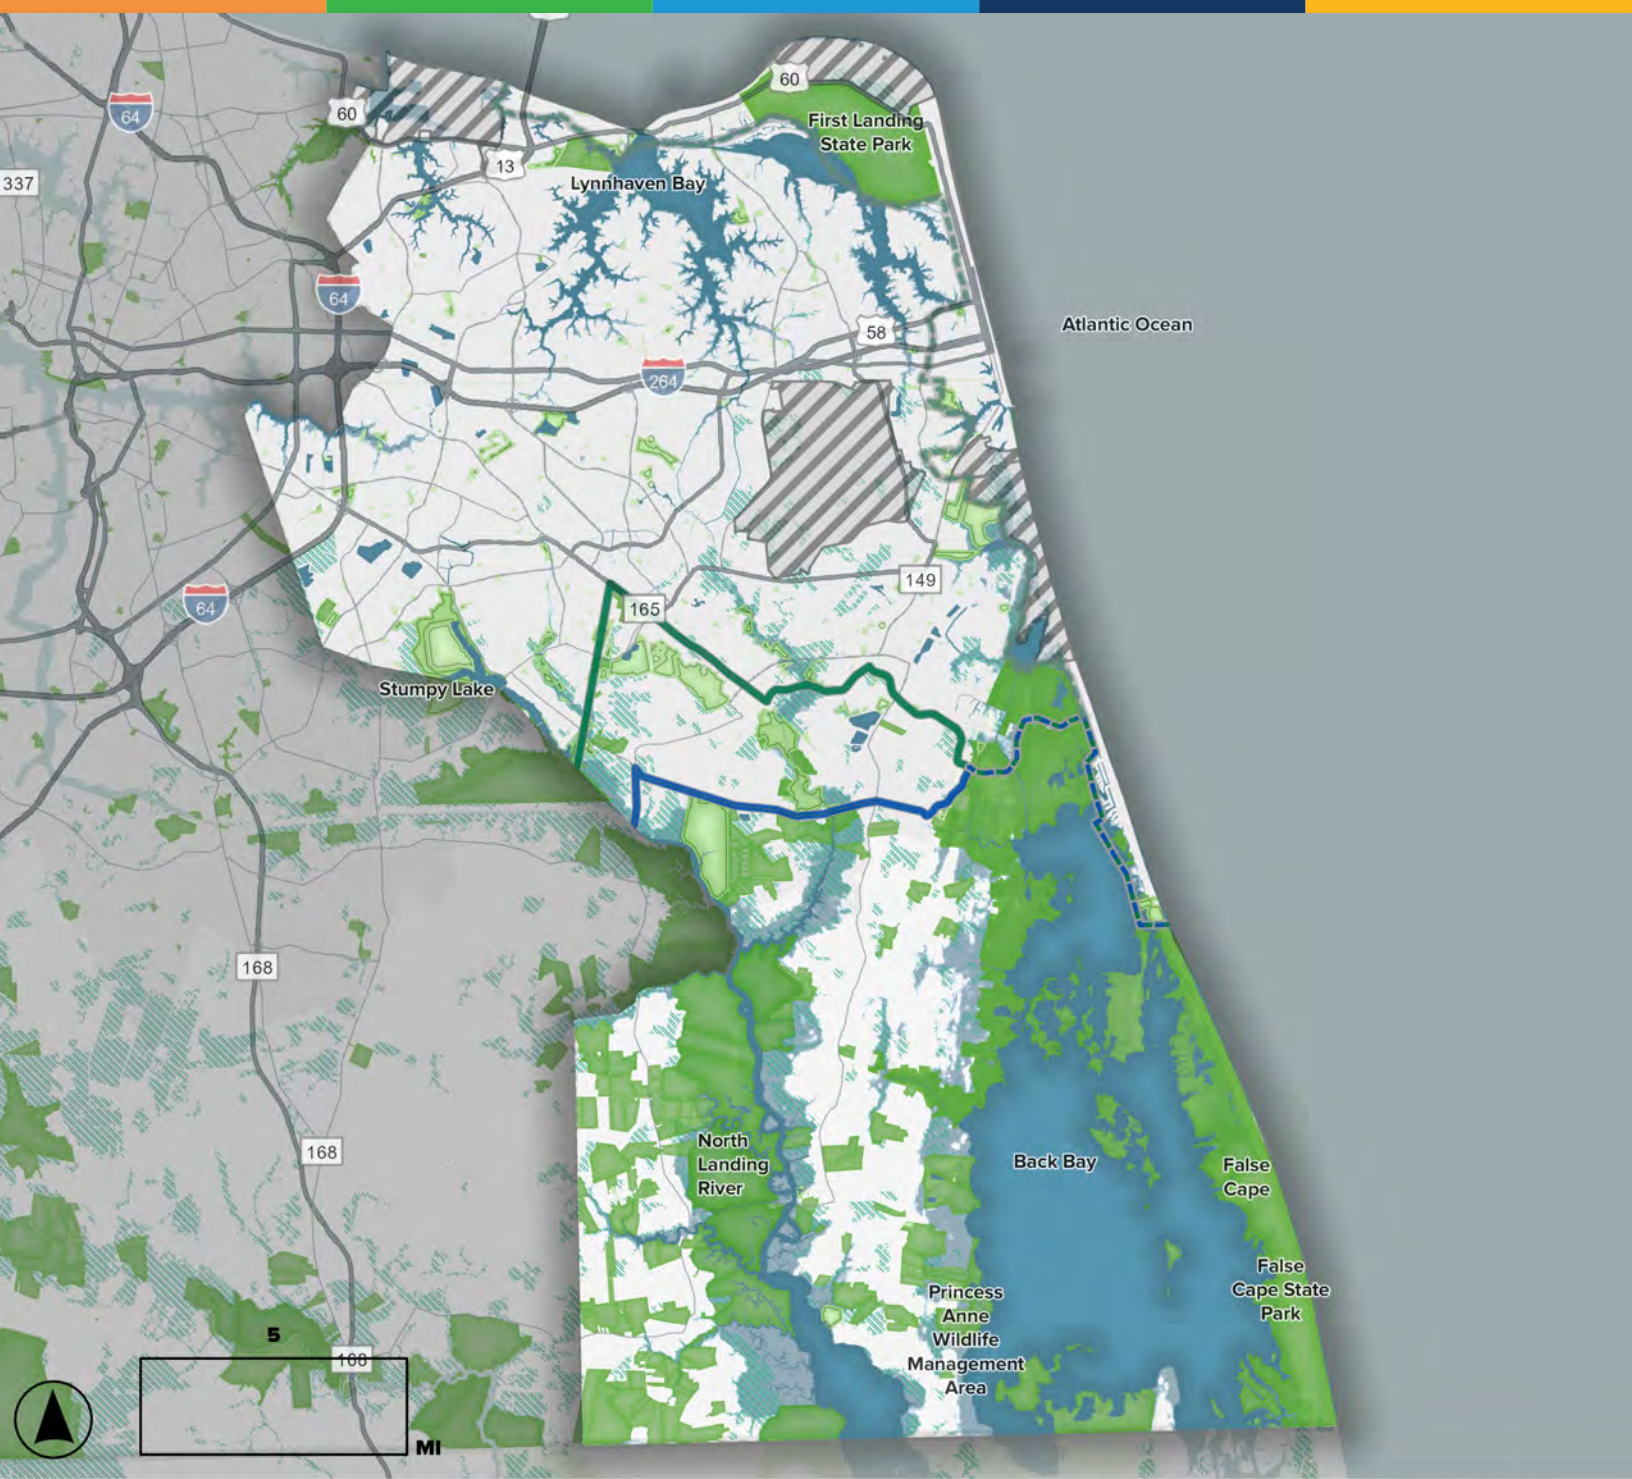 60
64
60
First Landing
State Park
13
337
Lynnhaven Bay
64
58
Atlantic Ocean
264
149
64
165
Stumpy Lake
168
North
Landing
River
168
Back Bay
False
Cape
False
Cape State
Park
Princess
Anne
Wildlife
Management
Area
5
168
MI